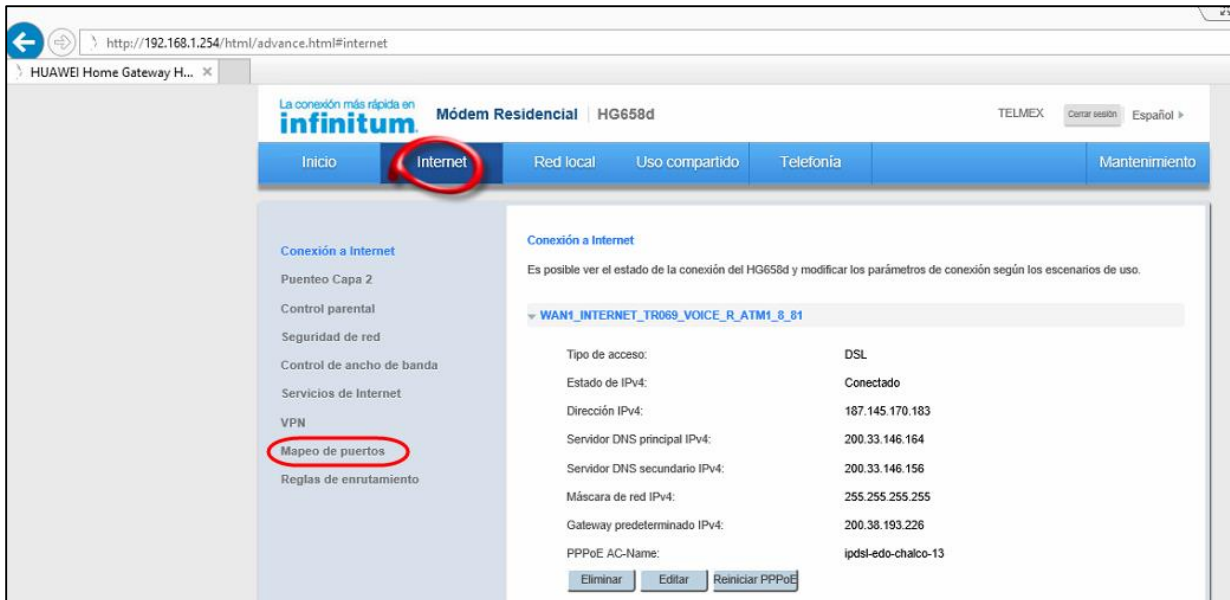 http://192.168.1.254/html/advance.html#internet
HUAWEI Home Gateway H...
La conexión más rápida en
infinitum.
Módem Residencial | HG658d
TELMEX
Cerrar sesión
Español
Inicio
Internet
Red local
Uso compartido
Telefonía
Mantenimiento
Conexión a Internet
Puenteo Capa 2
Control parental
Seguridad de red
Control de ancho de banda
Servicios de Internet
VPN
Mapeo de puertos
Reglas de enrutamiento
Conexión a Internet
Es posible ver el estado de la conexión del HG658d y modificar los parámetros de conexión según los escenarios de uso.
WAN1_INTERNET_TR069_VOICE_R_ATM1_8_81
Tipo de acceso: DSL
Estado de IPv4: Conectado
Dirección IPv4: 187.145.170.183
Servidor DNS principal IPv4: 200.33.146.164
Servidor DNS secundario IPv4: 200.33.146.156
Máscara de red IPv4: 255.255.255.255
Gateway predeterminado IPv4: 200.38.193.226
PPPoE AC-Name: ipdsl-edo-chalco-13
Eliminar
Editar
Reiniciar PPPoE